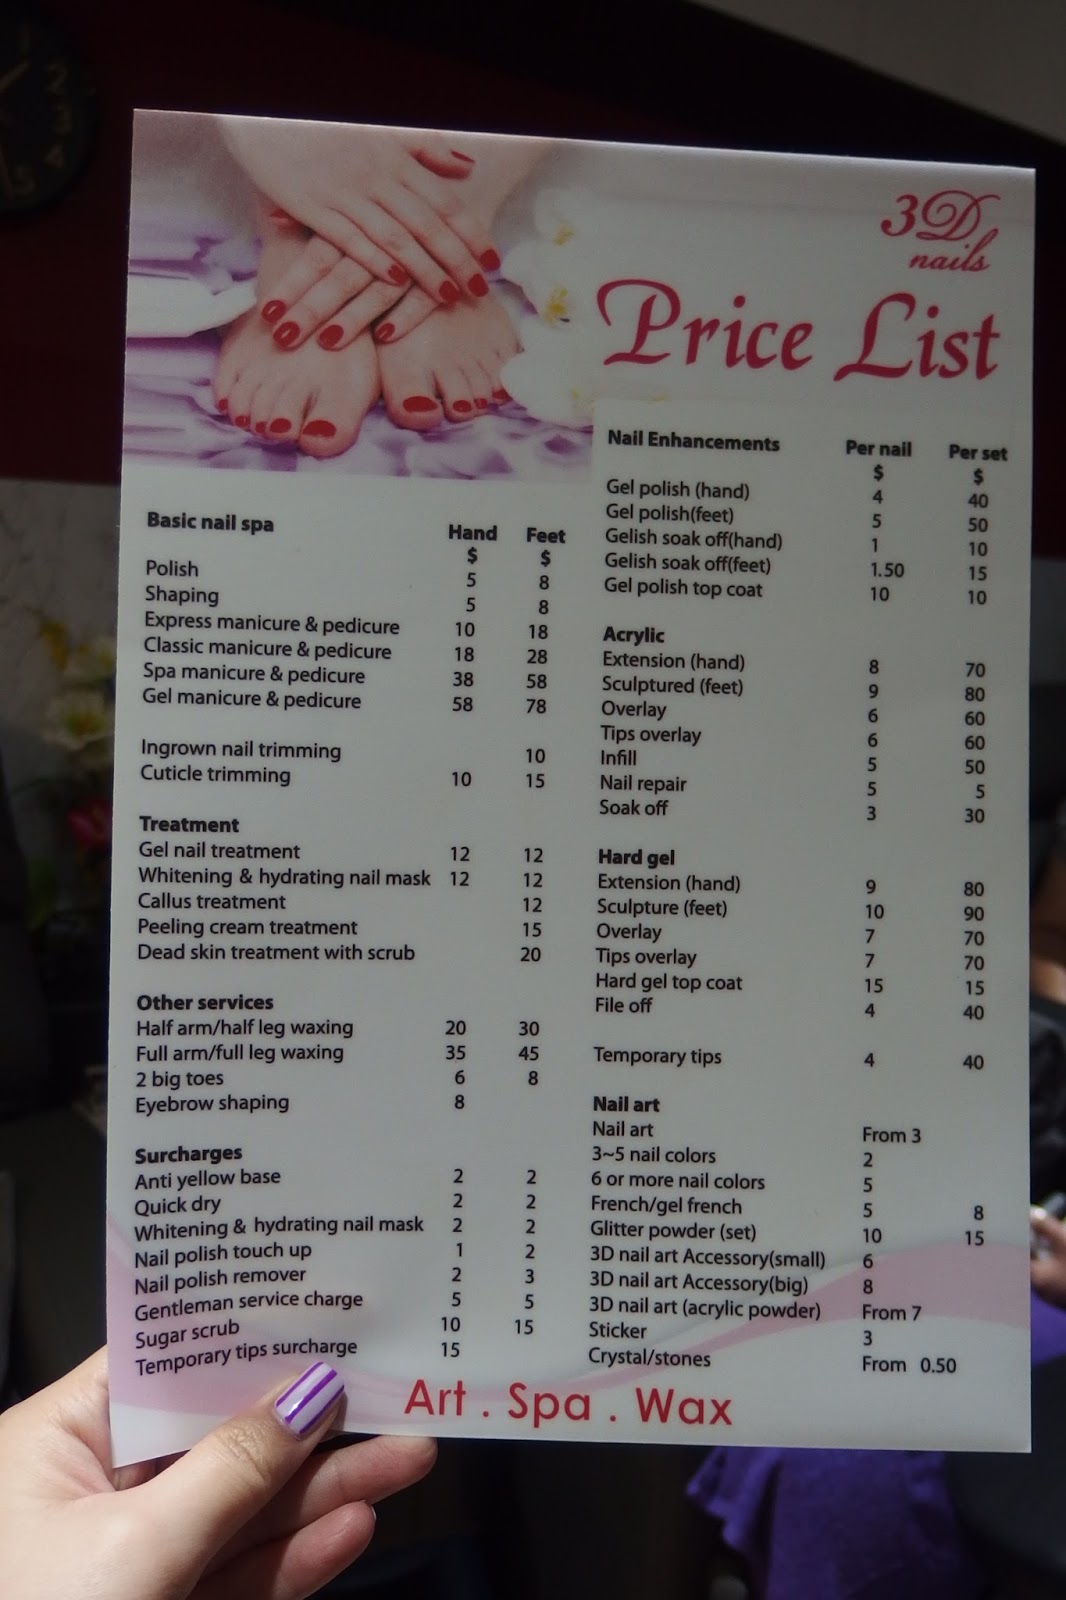 3D
nails
Price List
Basic nail spa Hand Feet
$ $
Polish 5 8
Shaping 5 8
Express manicure & pedicure 10 18
Classic manicure & pedicure 18 28
Spa manicure & pedicure 38 58
Gel manicure & pedicure 58 78
Ingrown nail trimming 10
Cuticle trimming 10 15
Treatment
Gel nail treatment 12 12
Whitening & hydrating nail mask 12 12
Callus treatment 12
Peeling cream treatment 15
Dead skin treatment with scrub 20
Other services
Half arm/half leg waxing 20 30
Full arm/full leg waxing 35 45
2 big toes 6 8
Eyebrow shaping 8
Surcharges
Anti yellow base 2 2
Quick dry 2 2
Whitening & hydrating nail mask 2 2
Nail polish touch up 1 2
Nail polish remover 2 3
Gentleman service charge 5 5
Sugar scrub 10 15
Temporary tips surcharge 15
Nail Enhancements Per nail Per set
$ $
Gel polish (hand) 4 40
Gel polish(feet) 5 50
Gelish soak off(hand) 1 10
Gelish soak off(feet) 1.50 15
Gel polish top coat 10 10
Acrylic
Extension (hand) 8 70
Sculptured (feet) 9 80
Overlay 6 60
Tips overlay 6 60
Infill 5 50
Nail repair 5 5
Soak off 3 30
Hard gel
Extension (hand) 9 80
Sculpture (feet) 10 90
Overlay 7 70
Tips overlay 7 70
Hard gel top coat 15 15
File off 4 40
Temporary tips 4 40
Nail art
Nail art From 3
3~5 nail colors 2
6 or more nail colors 5
French/gel french 5 8
Glitter powder (set) 10 15
3D nail art Accessory(small) 6
3D nail art Accessory(big) 8
3D nail art (acrylic powder) From 7
Sticker 3
Crystal/stones From 0.50
Art . Spa . Wax